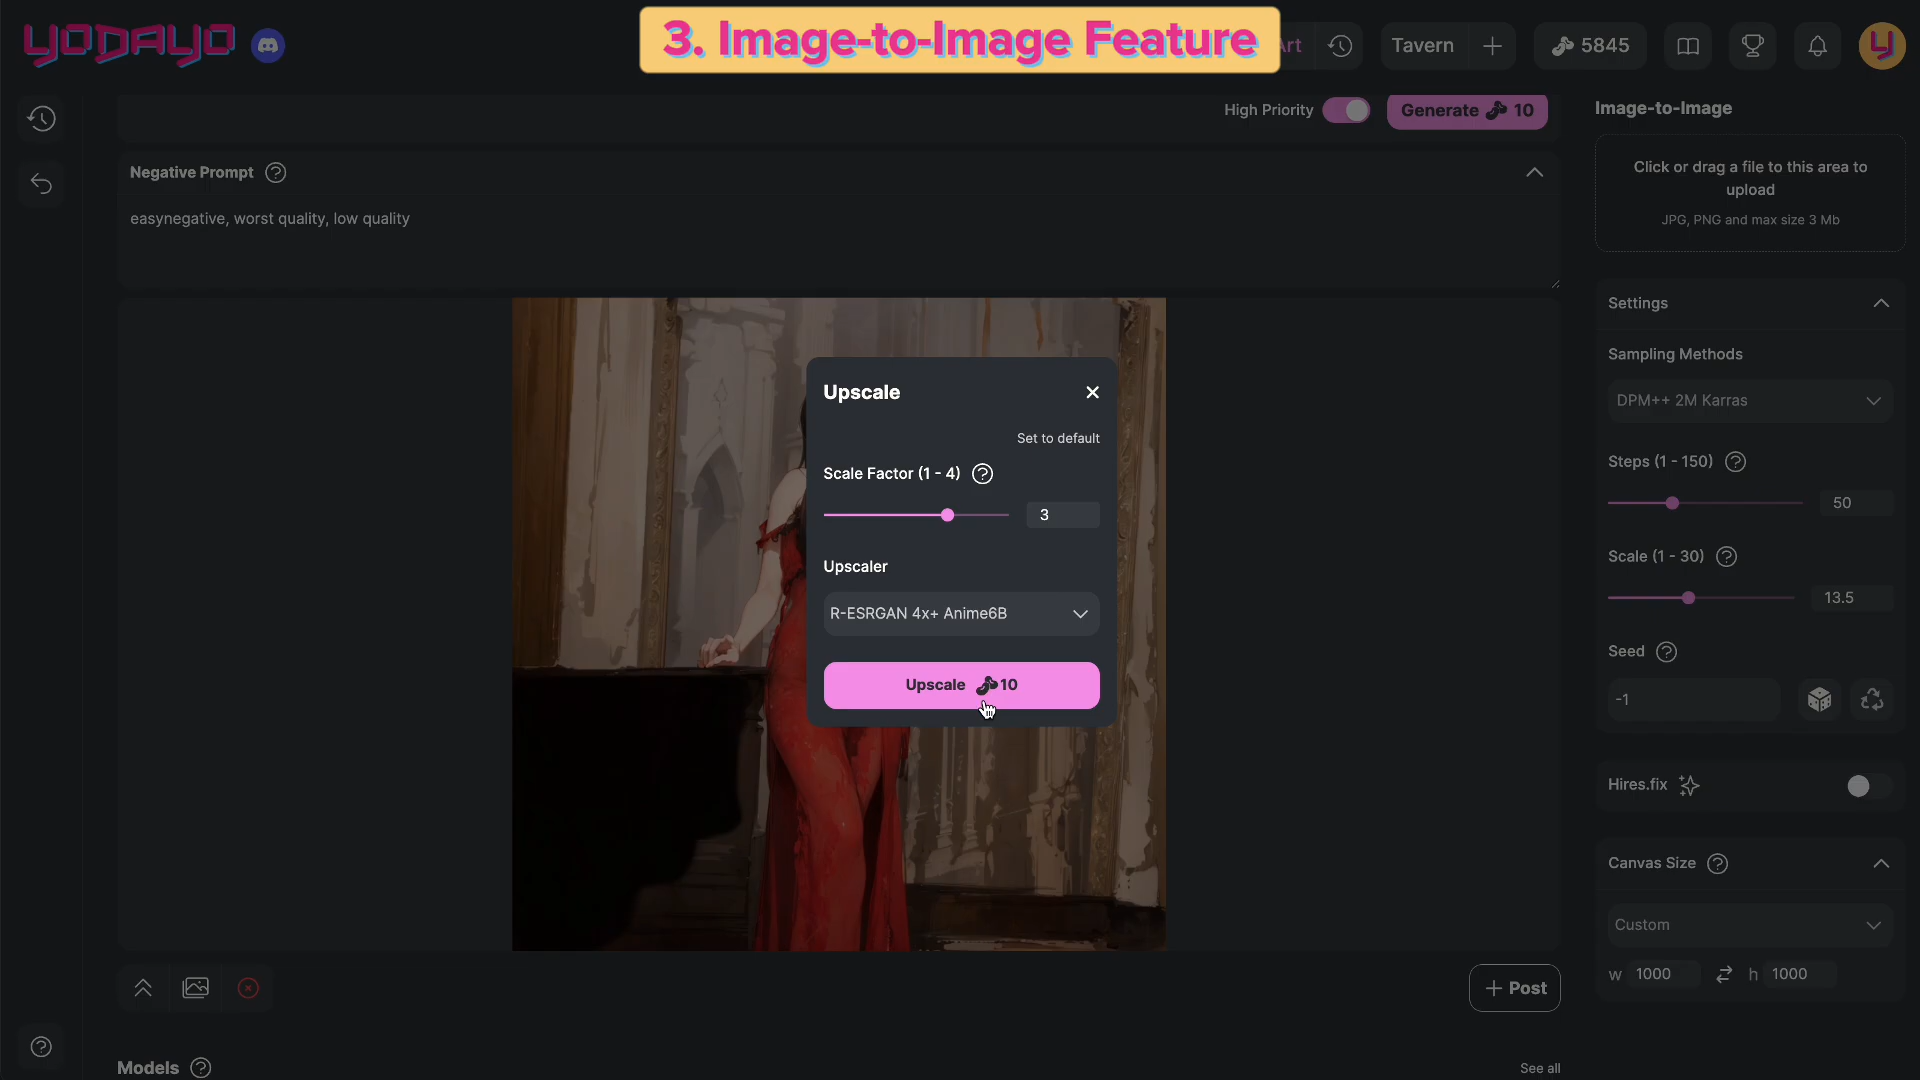 YODAYO
3. Image-to-Image Feature
Art
Tavern
5845
High Priority
Generate 10
Image-to-Image
Click or drag a file to this area to
upload
JPG, PNG and max size 3 Mb
Negative Prompt
easynegative, worst quality, low quality
Settings
Sampling Methods
DPM++ 2M Karras
Steps (1 - 150)
50
Scale (1 - 30)
13.5
Seed
-1
Hires.fix
Canvas Size
Custom
w 1000 h 1000
Upscale
Set to default
Scale Factor (1 - 4)
3
Upscaler
R-ESRGAN 4x+ Anime6B
Upscale 10
Post
Models
See all